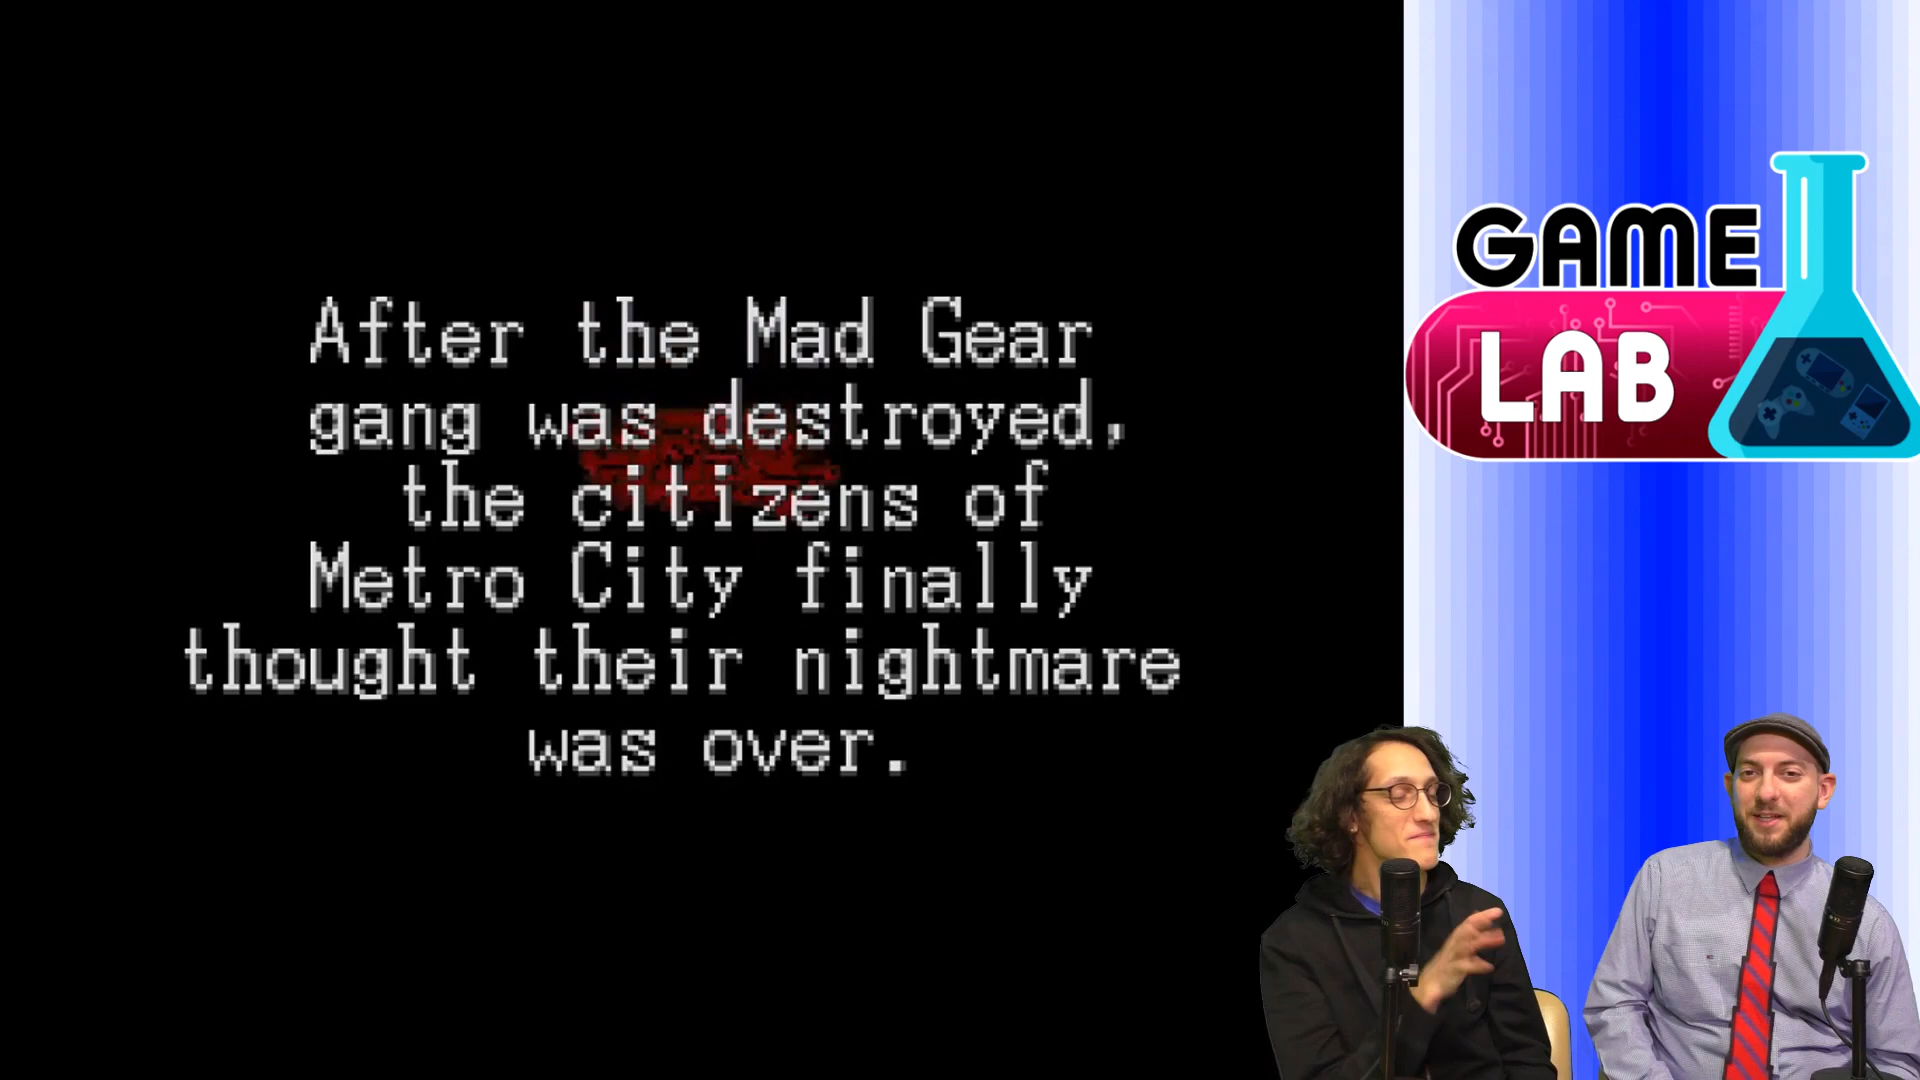 After the Mad Gear
gang was destroyed,
the citizens of
Metro City finally
thought their nightmare
was over.
GAME
LAB